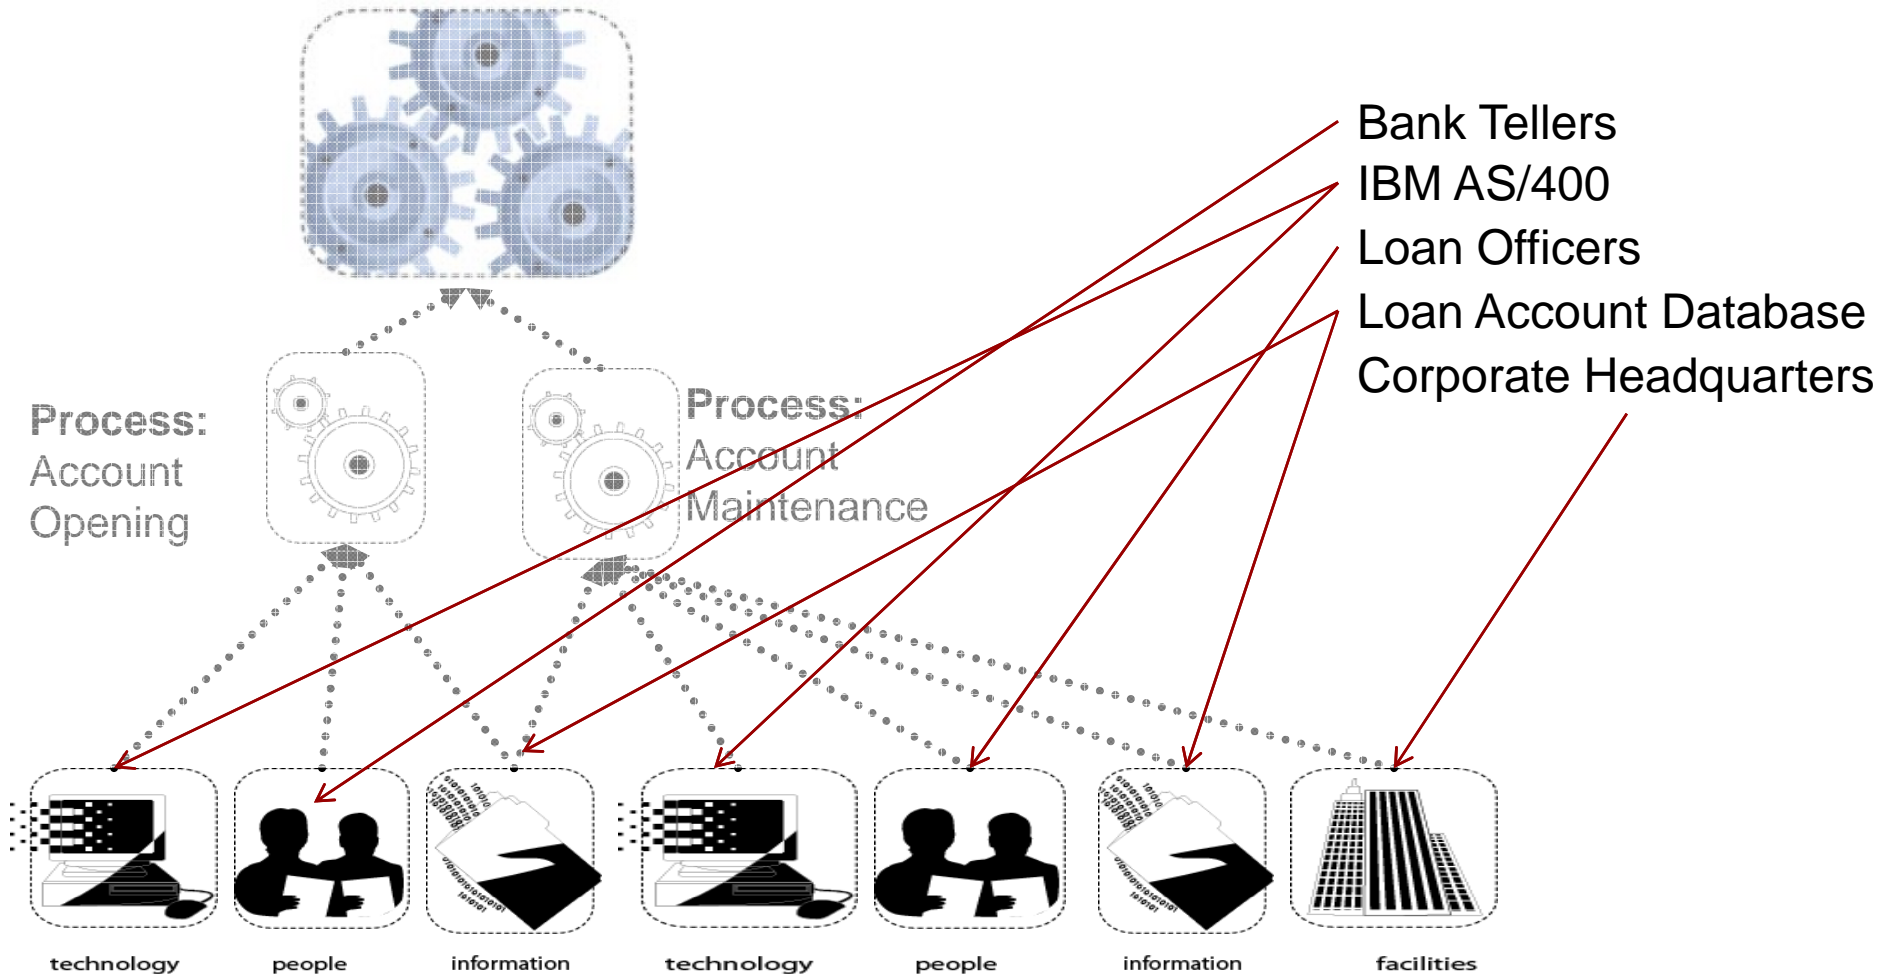 Bank Tellers
IBM AS/400
Loan Officers
Loan Account Database
Corporate Headquarters
Process:
Account
Opening
Process:
Account
Maintenance
technology
people
information
technology
people
information
facilities